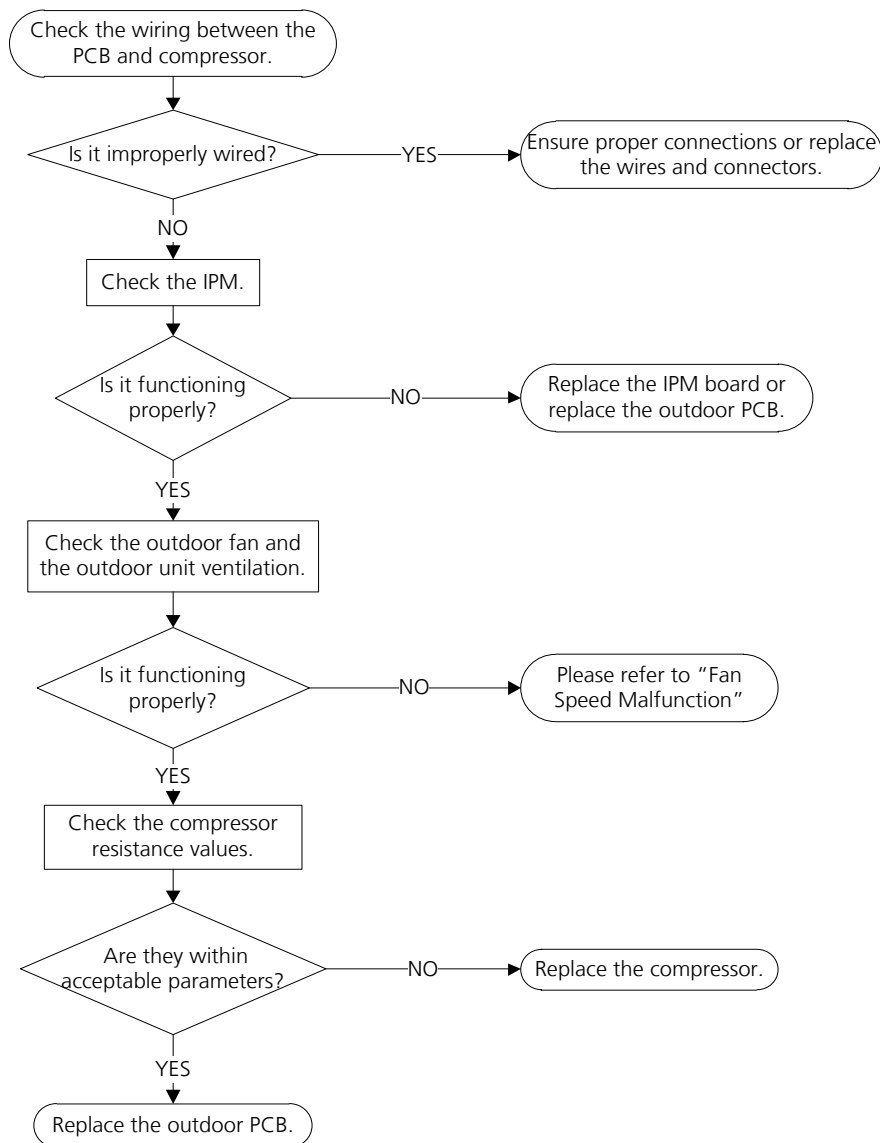 Check the wiring between the
PCB and compressor.
Is it improperly wired?
YES
Ensure proper connections or replace
the wires and connectors.
NO
Check the IPM.
Is it functioning
properly?
NO
Replace the IPM board or
replace the outdoor PCB.
YES
Check the outdoor fan and
the outdoor unit ventilation.
Is it functioning
properly?
NO
Please refer to “Fan
Speed Malfunction”
YES
Check the compressor
resistance values.
Are they within
acceptable parameters?
NO
Replace the compressor.
YES
Replace the outdoor PCB.